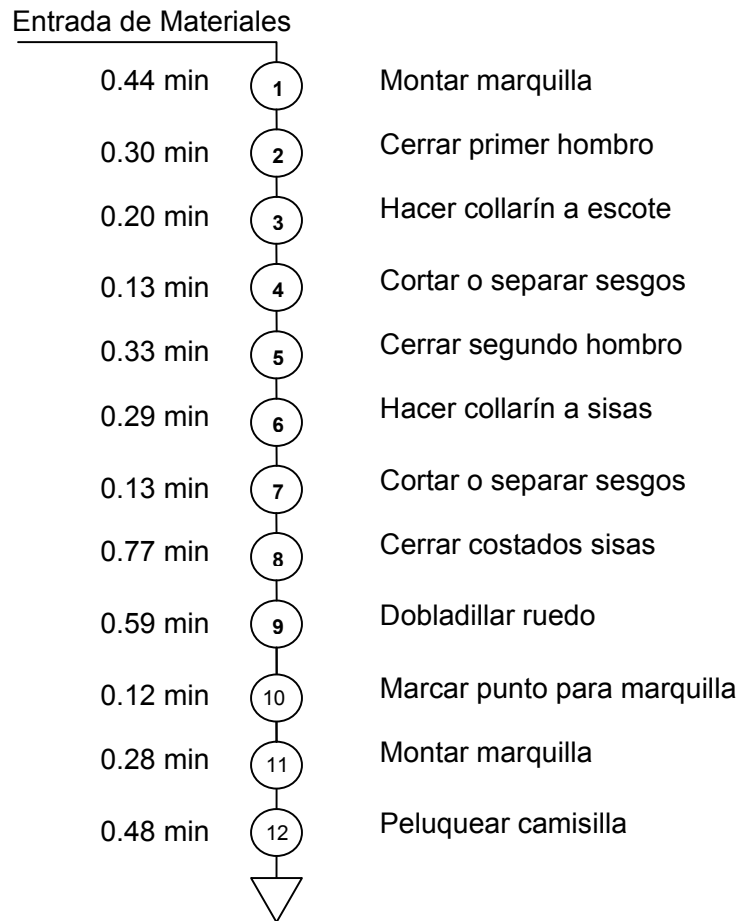 Entrada de Materiales
0.44 min 1 Montar marquilla
0.30 min 2 Cerrar primer hombro
0.20 min 3 Hacer collarín a escote
0.13 min 4 Cortar o separar sesgos
0.33 min 5 Cerrar segundo hombro
0.29 min 6 Hacer collarín a sisas
0.13 min 7 Cortar o separar sesgos
0.77 min 8 Cerrar costados sisas
0.59 min 9 Dobladillar ruedo
0.12 min 10 Marcar punto para marquilla
0.28 min 11 Montar marquilla
0.48 min 12 Peluquear camisilla